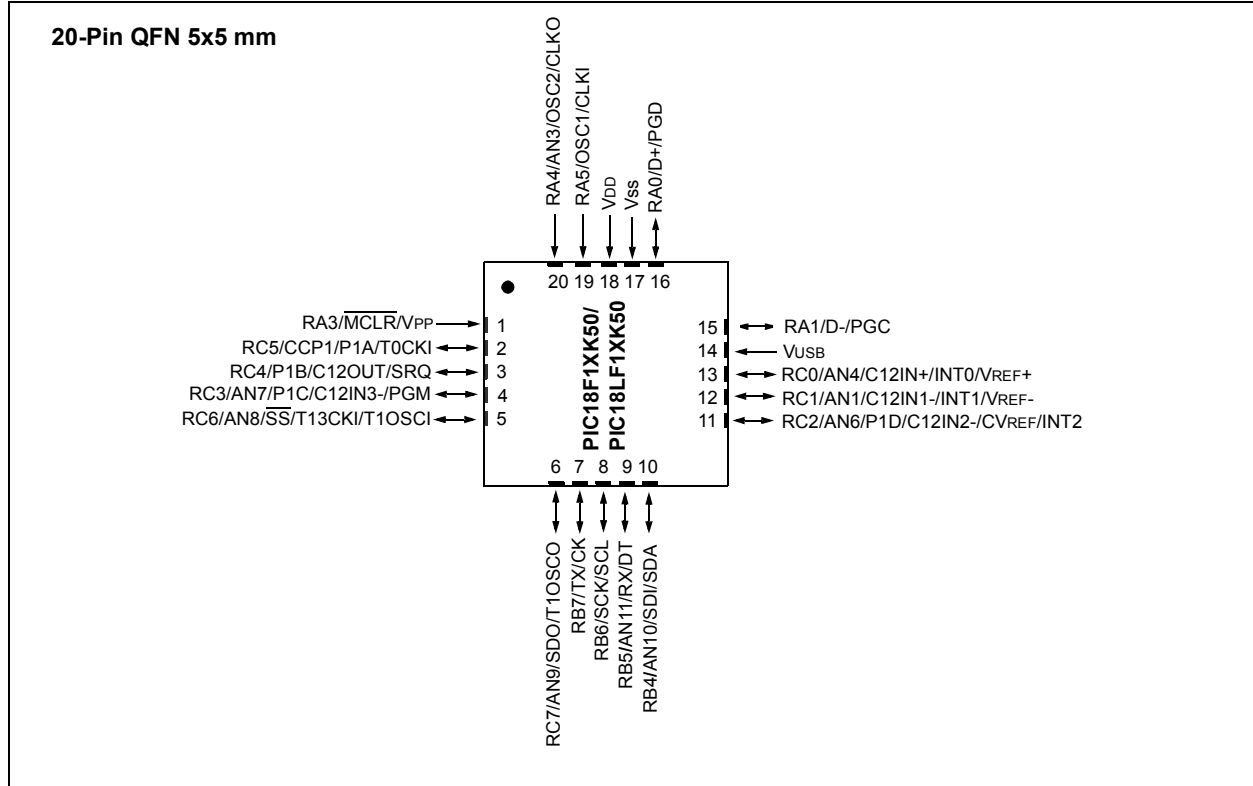 20-Pin QFN 5x5 mm
RA4/AN3/OSC2/CLKO
RA5/OSC1/CLKI
VDD
Vss
RA0/D+/PGD
20 19 18 17 16
RA3/MCLR/VPP 1
RC5/CCP1/P1A/T0CKI 2
RC4/P1B/C12OUT/SRQ 3
RC3/AN7/P1C/C12IN3-/PGM 4
RC6/AN8/SS/T13CKI/T1OSCI 5
PIC18F1XK50/
PIC18LF1XK50
15 RA1/D-/PGC
14 VUSB
13 RC0/AN4/C12IN+/INT0/VREF+
12 RC1/AN1/C12IN1-/INT1/VREF-
11 RC2/AN6/P1D/C12IN2-/CVREF/INT2
6 7 8 9 10
RC7/AN9/SDO/T1OSCO
RB7/TX/CK
RB6/SCK/SCL
RB5/AN11/RX/DT
RB4/AN10/SDI/SDA